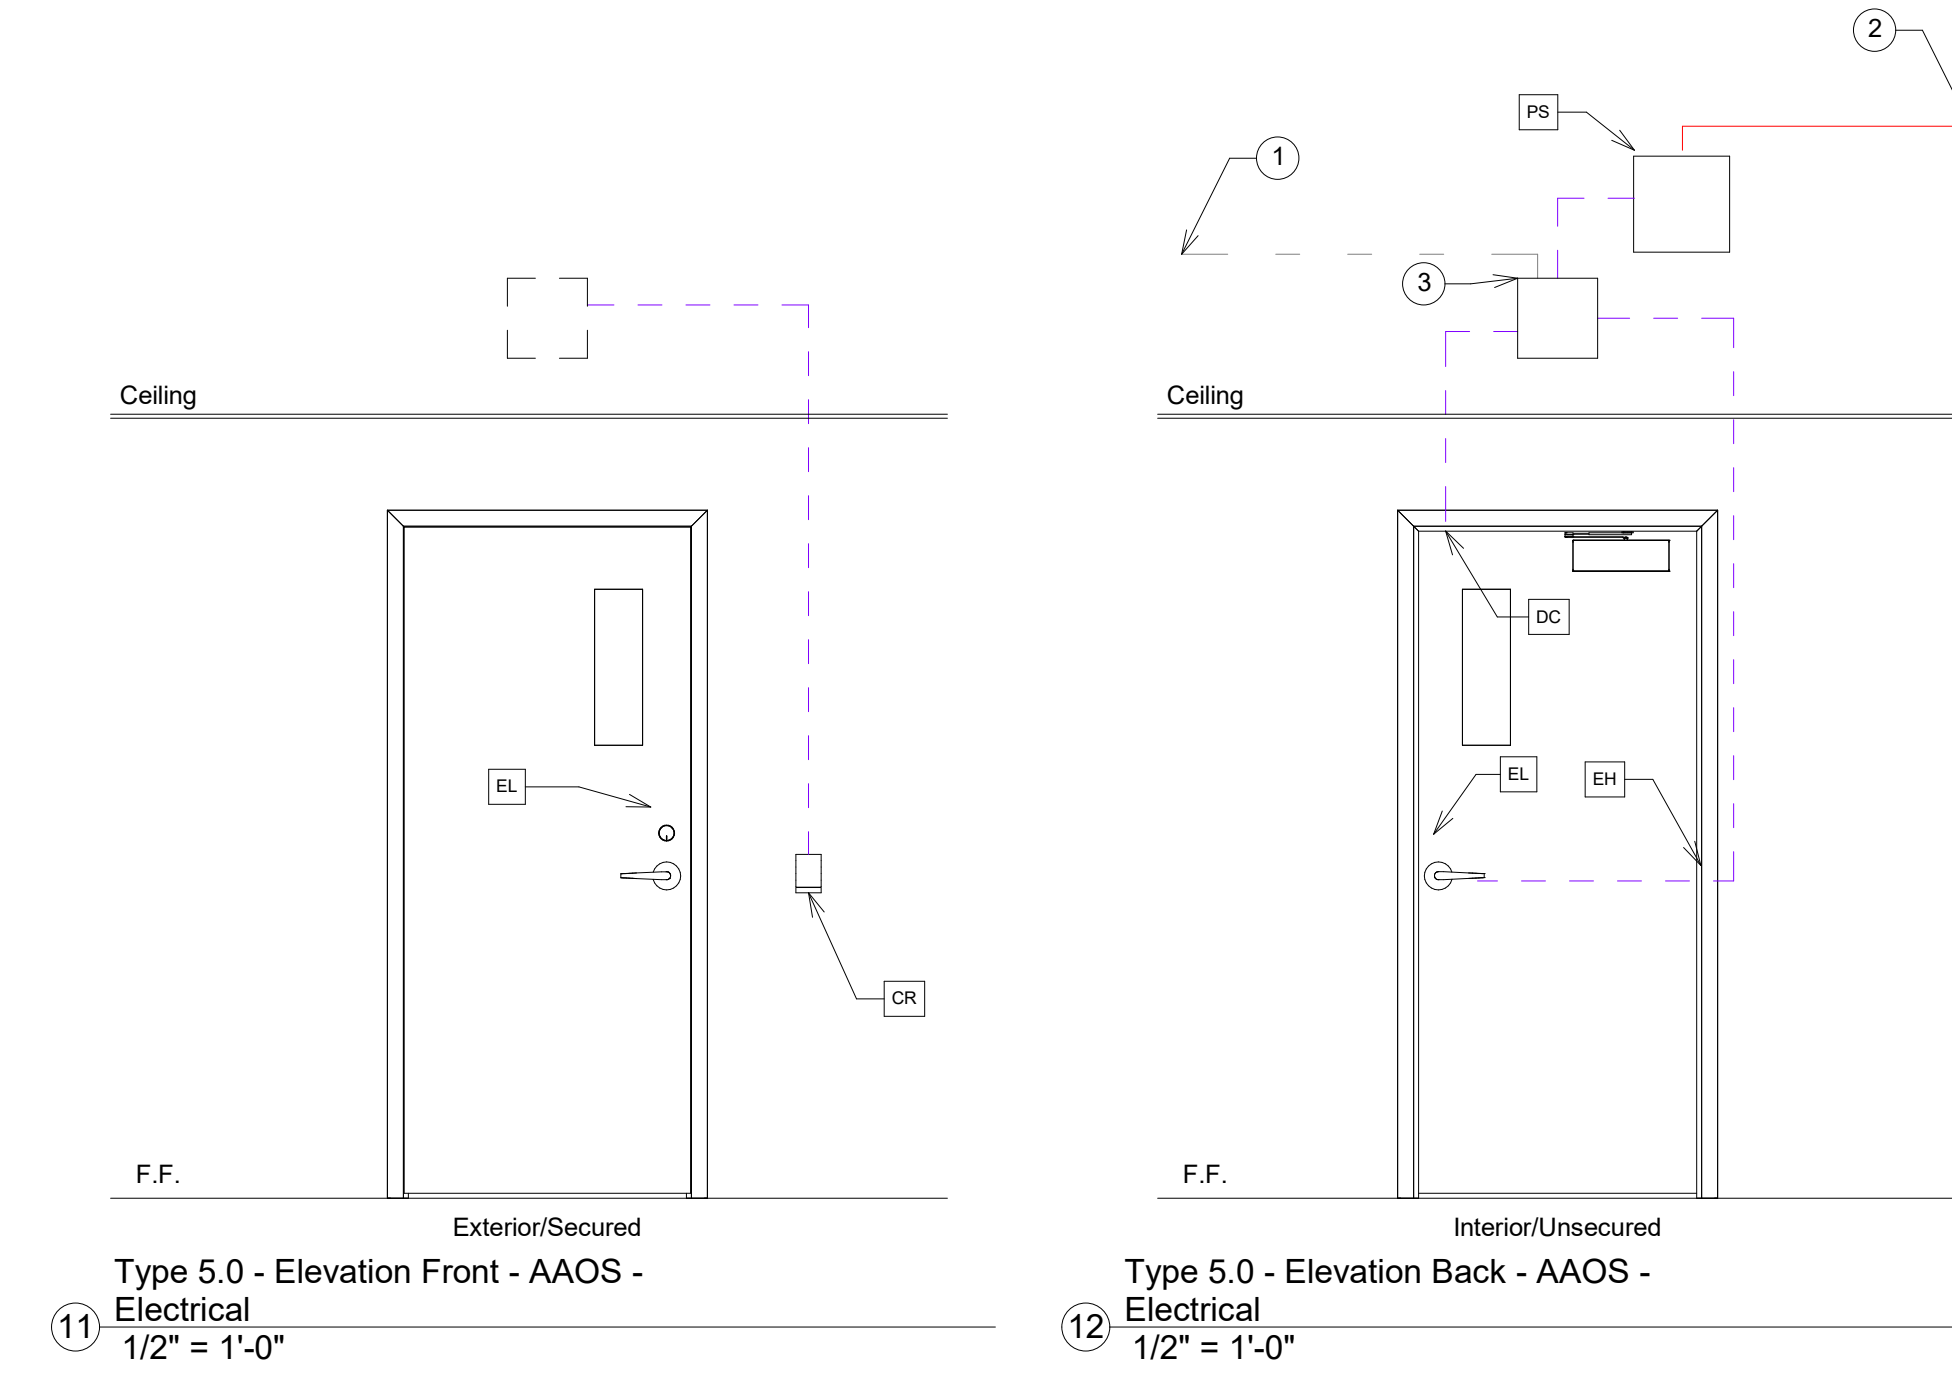 2
PS
1
3
Ceiling
Ceiling
DC
EL
EL
EH
CR
F.F.
F.F.
Exterior/Secured
Interior/Unsecured
Type 5.0 - Elevation Front - AAOS -
Electrical
11
1/2" = 1'-0"
Type 5.0 - Elevation Back - AAOS -
Electrical
12
1/2" = 1'-0"